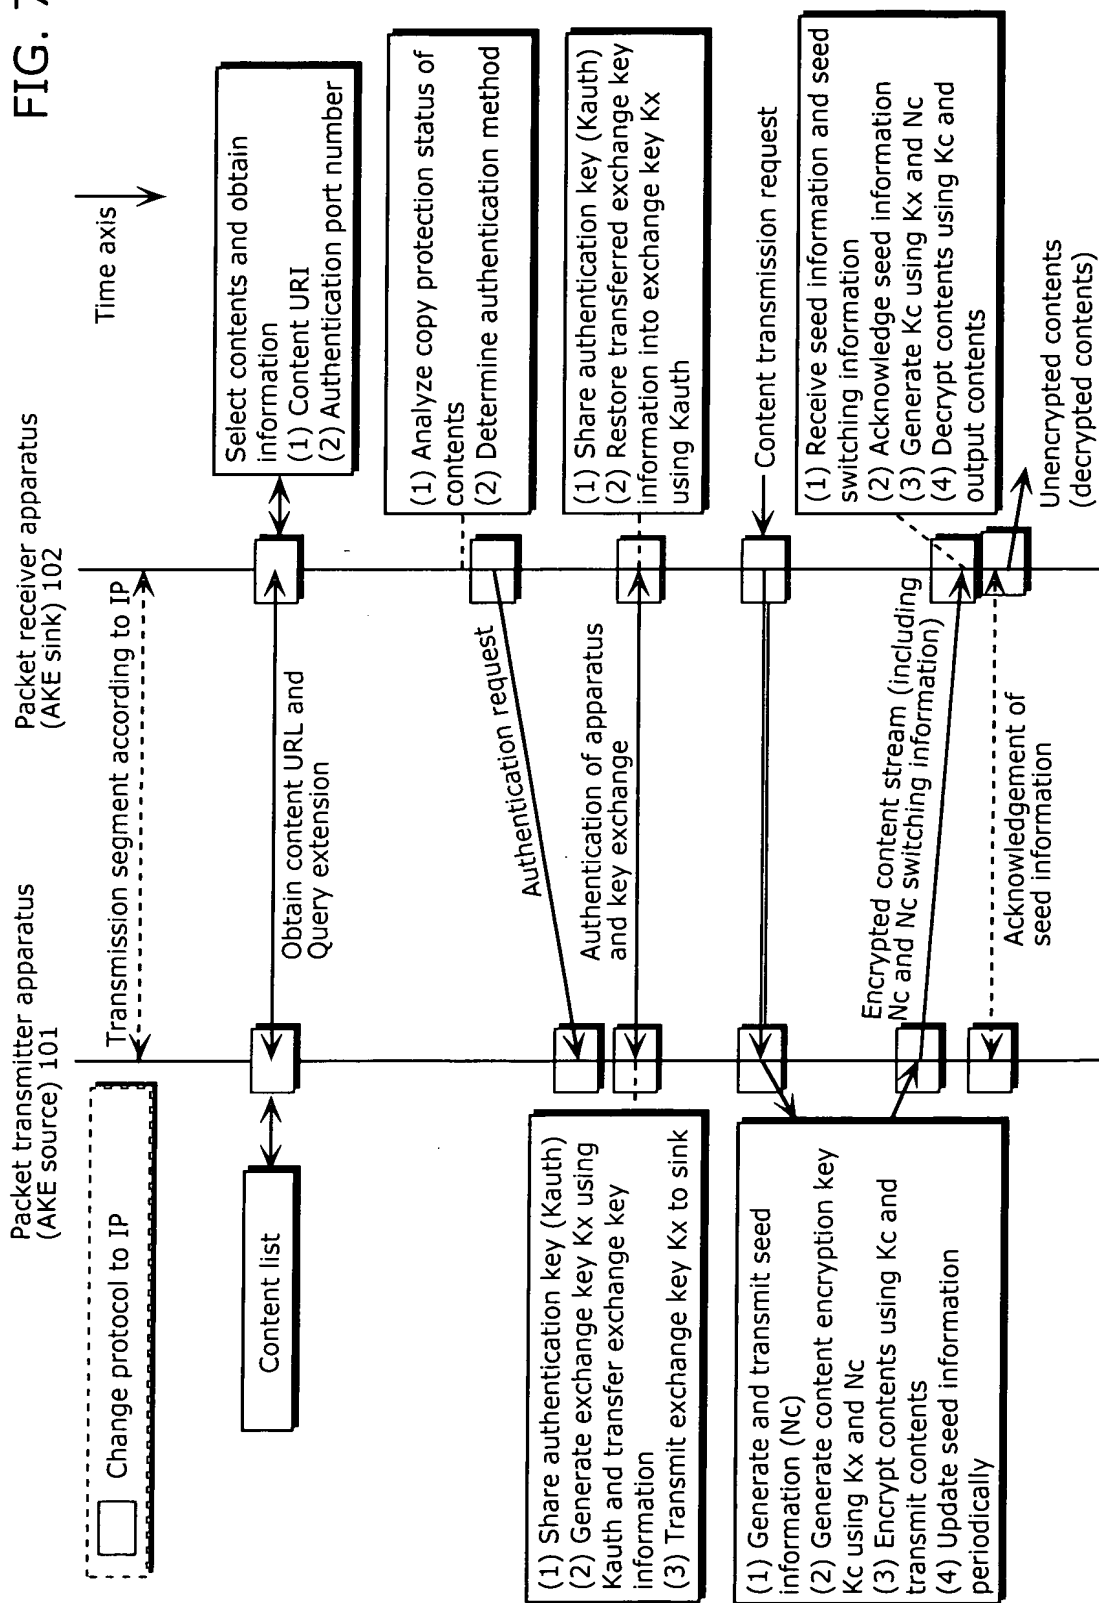 FIG. 7
Time axis
Packet transmitter apparatus
(AKE source) 101
Packet receiver apparatus
(AKE sink) 102
Change protocol to IP
Transmission segment according to IP
Content list
Obtain content URL and
Query extension
Select contents and obtain
information
(1) Content URI
(2) Authentication port number
(1) Analyze copy protection status of
contents
(2) Determine authentication method
Authentication request
(1) Share authentication key (Kauth)
(2) Generate exchange key Kx using
Kauth and transfer exchange key
information
(3) Transmit exchange key Kx to sink
Authentication of apparatus
and key exchange
(1) Share authentication key (Kauth)
(2) Restore transferred exchange key
information into exchange key Kx
using Kauth
Content transmission request
(1) Generate and transmit seed
information (Nc)
(2) Generate content encryption key
Kc using Kx and Nc
(3) Encrypt contents using Kc and
transmit contents
(4) Update seed information
periodically
Encrypted content stream (including
Nc and Nc switching information)
(1) Receive seed information and seed
switching information
(2) Acknowledge seed information
(3) Generate Kc using Kx and Nc
(4) Decrypt contents using Kc and
output contents
Acknowledgement of
seed information
Unencrypted contents
(decrypted contents)